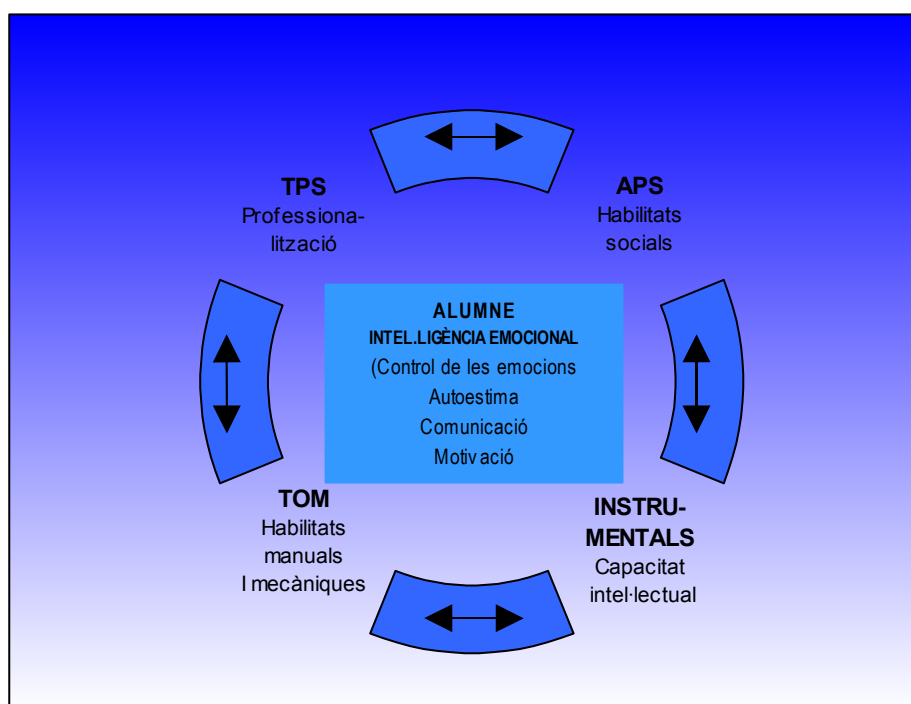 TPS
Professiona-
lització
APS
Habilitats
socials
ALUMNE
INTEL.LIGÈNCIA EMOCIONAL
(Control de les emocions
Autoestima
Comunicació
Motivació
TOM
Habilitats
manuals
I mecàniques
INSTRU-
MENTALS
Capacitat
intel·lectual